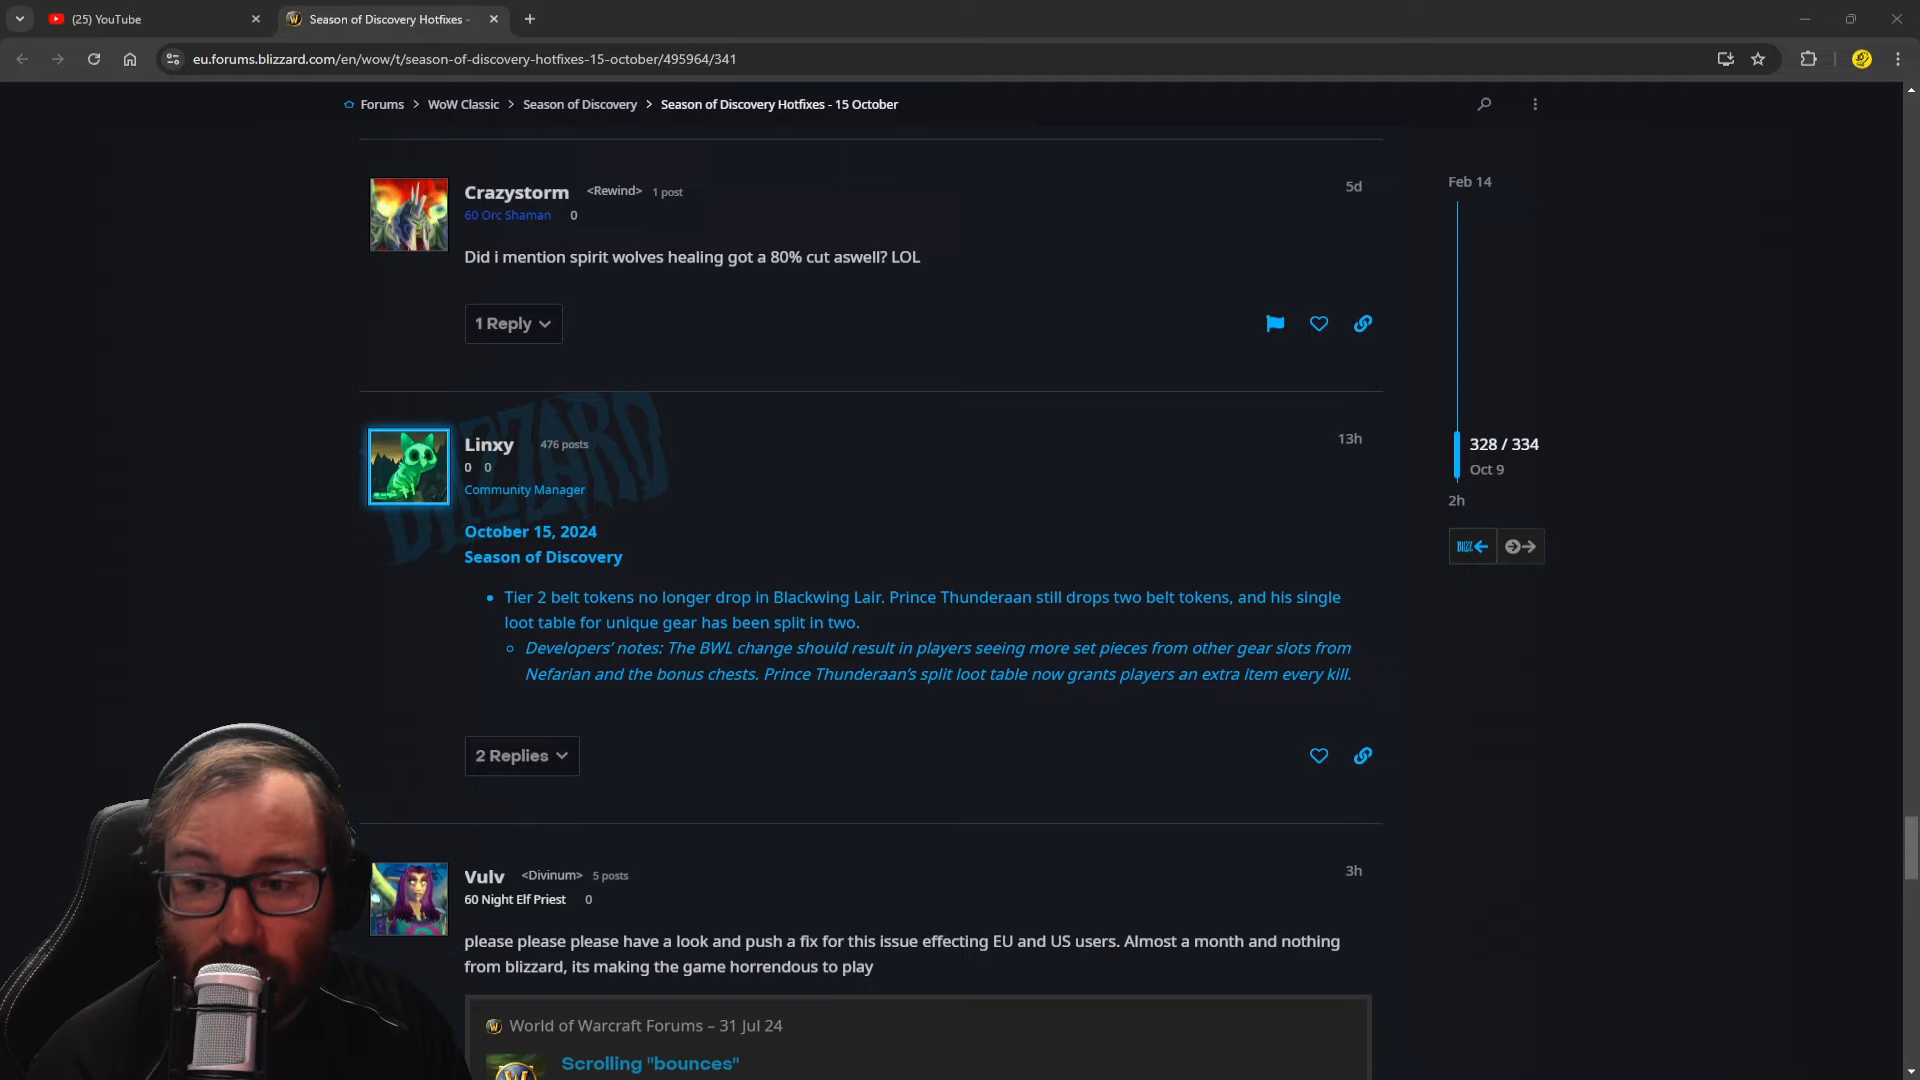 (25) YouTube
Season of Discovery Hotfixes -
eu.forums.blizzard.com/en/wow/t/season-of-discovery-hotfixes-15-october/495964/341
Forums > WoW Classic > Season of Discovery > Season of Discovery Hotfixes - 15 October
Crazystorm <Rewind> 1 post 5d
60 Orc Shaman 0
Did i mention spirit wolves healing got a 80% cut aswell? LOL
1 Reply
Feb 14
328 / 334
Oct 9
2h
BLIZZ
BLIZZARD
Linxy 476 posts 13h
0 0
Community Manager
October 15, 2024
Season of Discovery
• Tier 2 belt tokens no longer drop in Blackwing Lair. Prince Thunderaan still drops two belt tokens, and his single
loot table for unique gear has been split in two.
◦ Developers’ notes: The BWL change should result in players seeing more set pieces from other gear slots from
Nefarian and the bonus chests. Prince Thunderaan’s split loot table now grants players an extra item every kill.
2 Replies
Vulv <Divinum> 5 posts 3h
60 Night Elf Priest 0
please please please have a look and push a fix for this issue effecting EU and US users. Almost a month and nothing
from blizzard, its making the game horrendous to play
World of Warcraft Forums – 31 Jul 24
Scrolling "bounces"